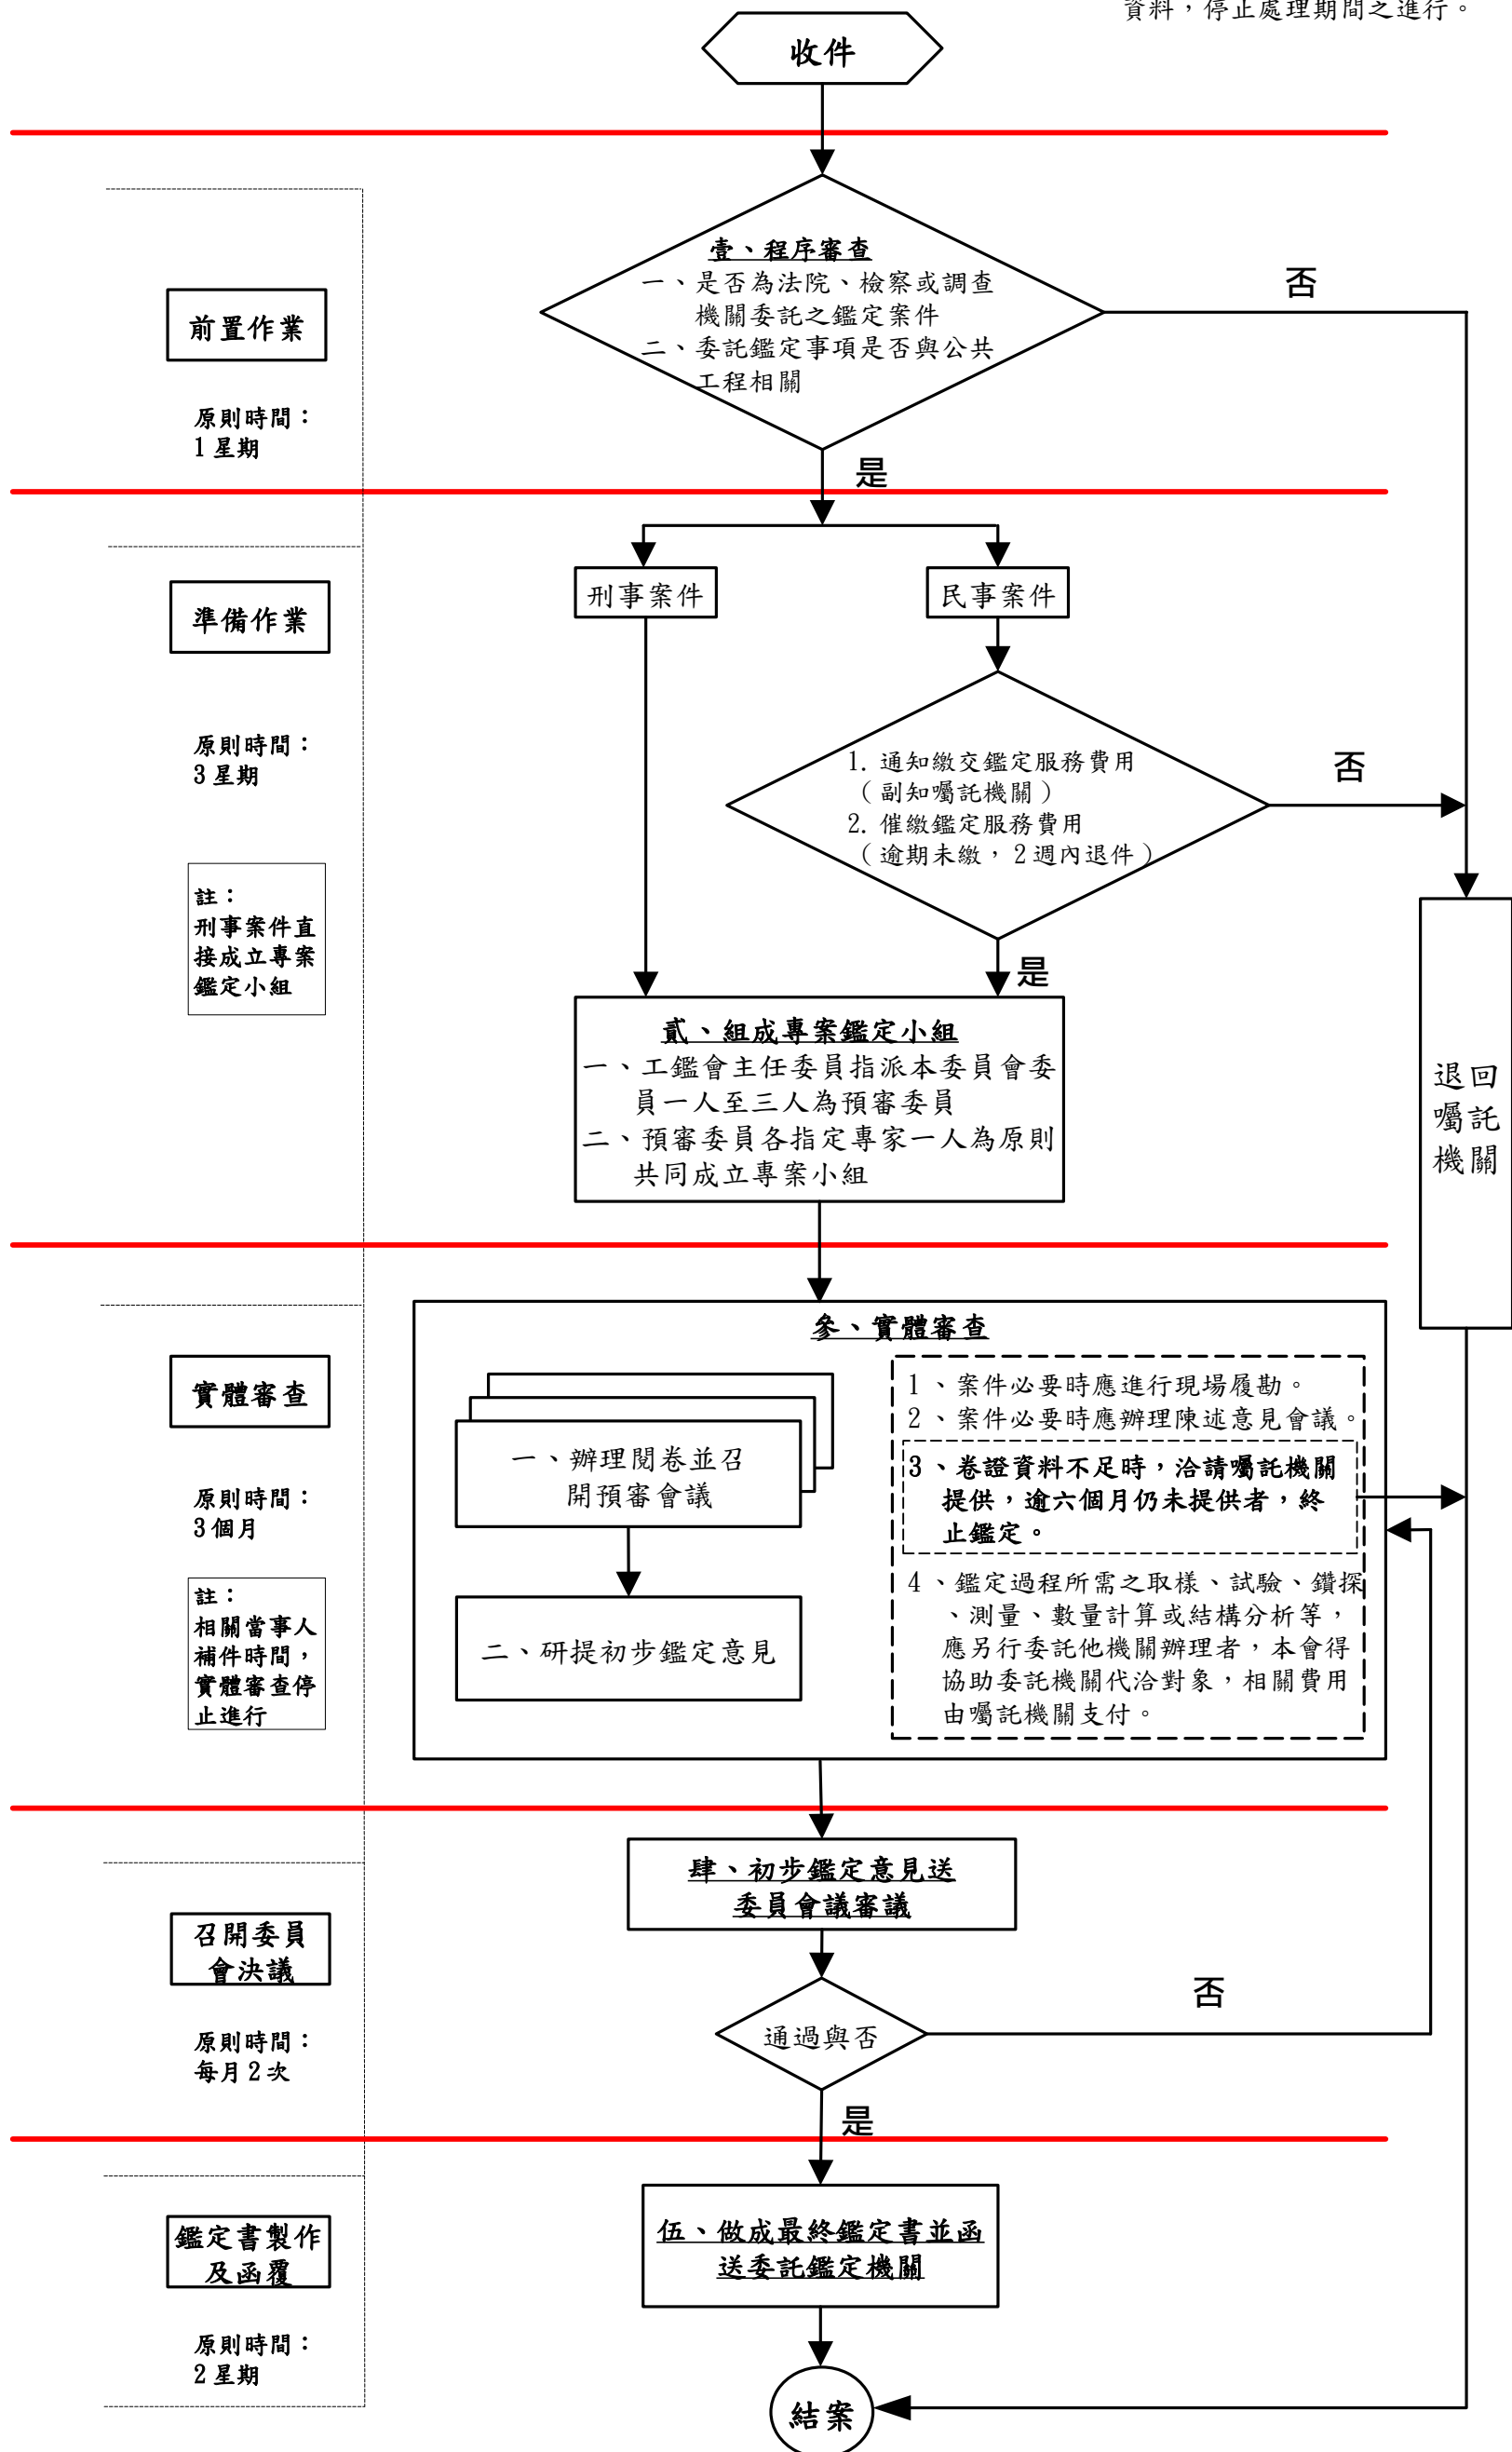 資料，停止處理期間之進行。
收件
壹、程序審查
一、是否為法院、檢察或調查
機關委託之鑑定案件
二、委託鑑定事項是否與公共
工程相關
否
前置作業
原則時間：
1星期
是
刑事案件
民事案件
準備作業
原則時間：
3星期
1. 通知繳交鑑定服務費用
（副知囑託機關）
2. 催繳鑑定服務費用
（逾期未繳，2週內退件）
否
註：
刑事案件直
接成立專案
鑑定小組
是
貳、組成專案鑑定小組
一、工鑑會主任委員指派本委員會委
員一人至三人為預審委員
二、預審委員各指定專家一人為原則
共同成立專案小組
退回
囑託
機關
參、實體審查
實體審查
原則時間：
3個月
註：
相關當事人
補件時間，
實體審查停
止進行
一、辦理閱卷並召
開預審會議
二、研提初步鑑定意見
1、案件必要時應進行現場履勘。
2、案件必要時應辦理陳述意見會議。
3、卷證資料不足時，洽請囑託機關
提供，逾六個月仍未提供者，終
止鑑定。
4、鑑定過程所需之取樣、試驗、鑽探
、測量、數量計算或結構分析等，
應另行委託他機關辦理者，本會得
協助委託機關代洽對象，相關費用
由囑託機關支付。
肆、初步鑑定意見送
委員會議審議
召開委員
會決議
原則時間：
每月2次
通過與否
否
是
伍、做成最終鑑定書並函
送委託鑑定機關
鑑定書製作
及函覆
原則時間：
2星期
結案